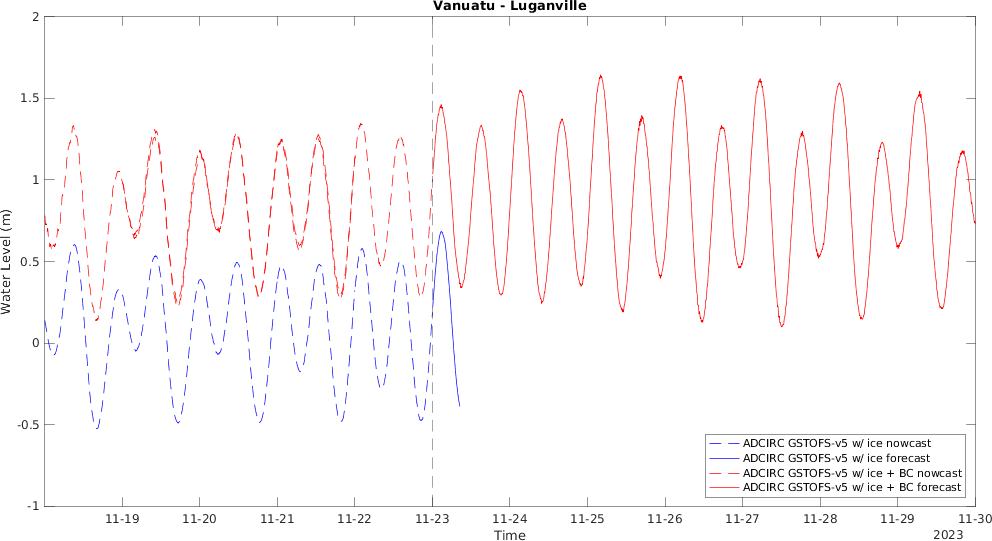 Vanuatu - Luganville
2
1.5
1
0.5
0
-0.5
-1
Water Level (m)
11-19
11-20
11-21
11-22
11-23
11-24
11-25
11-26
11-27
11-28
11-29
11-30
Time
2023
ADCIRC GSTOFS-v5 w/ ice nowcast
ADCIRC GSTOFS-v5 w/ ice forecast
ADCIRC GSTOFS-v5 w/ ice + BC nowcast
ADCIRC GSTOFS-v5 w/ ice + BC forecast